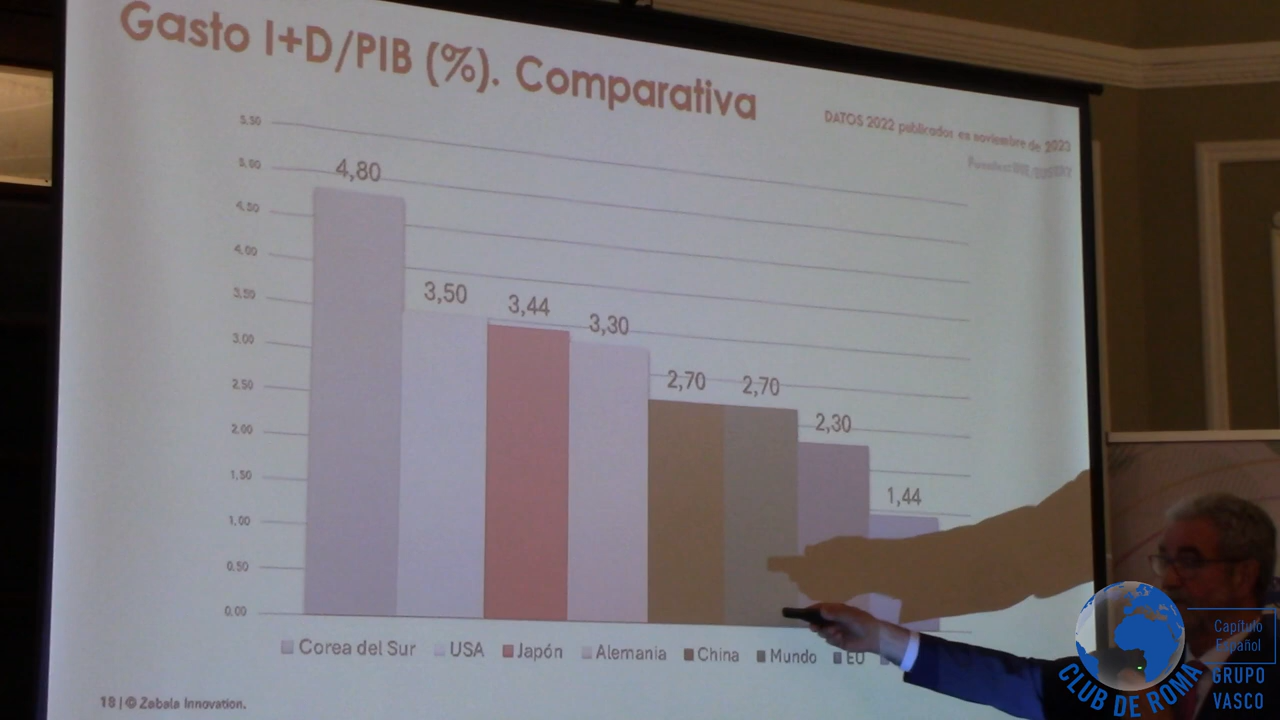 Gasto I+D/PIB (%). Comparativa
DATOS 2022 publicados en noviembre de 2023
5,50
5,00
4,50
4,00
3,50
3,00
2,50
2,00
1,50
1,00
0,50
0,00
4,80
3,50
3,44
3,30
2,70
2,70
2,30
1,44
Corea del Sur USA Japón Alemania China Mundo EU
18 | © Zabala Innovation.
Capítulo
Español
GRUPO
VASCO
CLUB DE ROMA